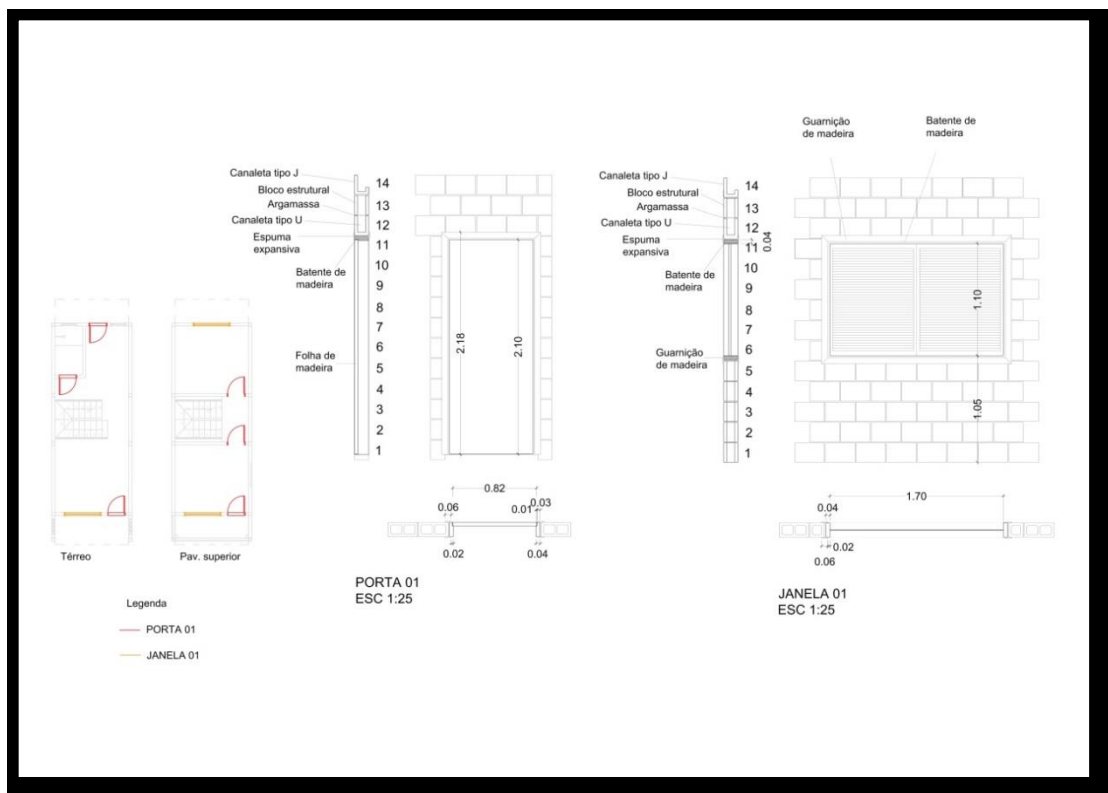 Guarnição
de madeira
Batente de
madeira
Canaleta tipo J
Bloco estrutural
Argamassa
Canaleta tipo U
Espuma
expansiva
Batente de
madeira
Folha de
madeira
14
13
12
11
10
9
8
7
6
5
4
3
2
1
2.18
2.10
0.82
0.06
0.01
0.03
0.02
0.04
PORTA 01
ESC 1:25
Canaleta tipo J
Bloco estrutural
Argamassa
Canaleta tipo U
Espuma
expansiva
Batente de
madeira
Guarnição
de madeira
14
13
12
11
10
9
8
7
6
5
4
3
2
1
0.04
1.10
1.05
1.70
0.04
0.02
0.06
JANELA 01
ESC 1:25
Térreo
Pav. superior
Legenda
PORTA 01
JANELA 01